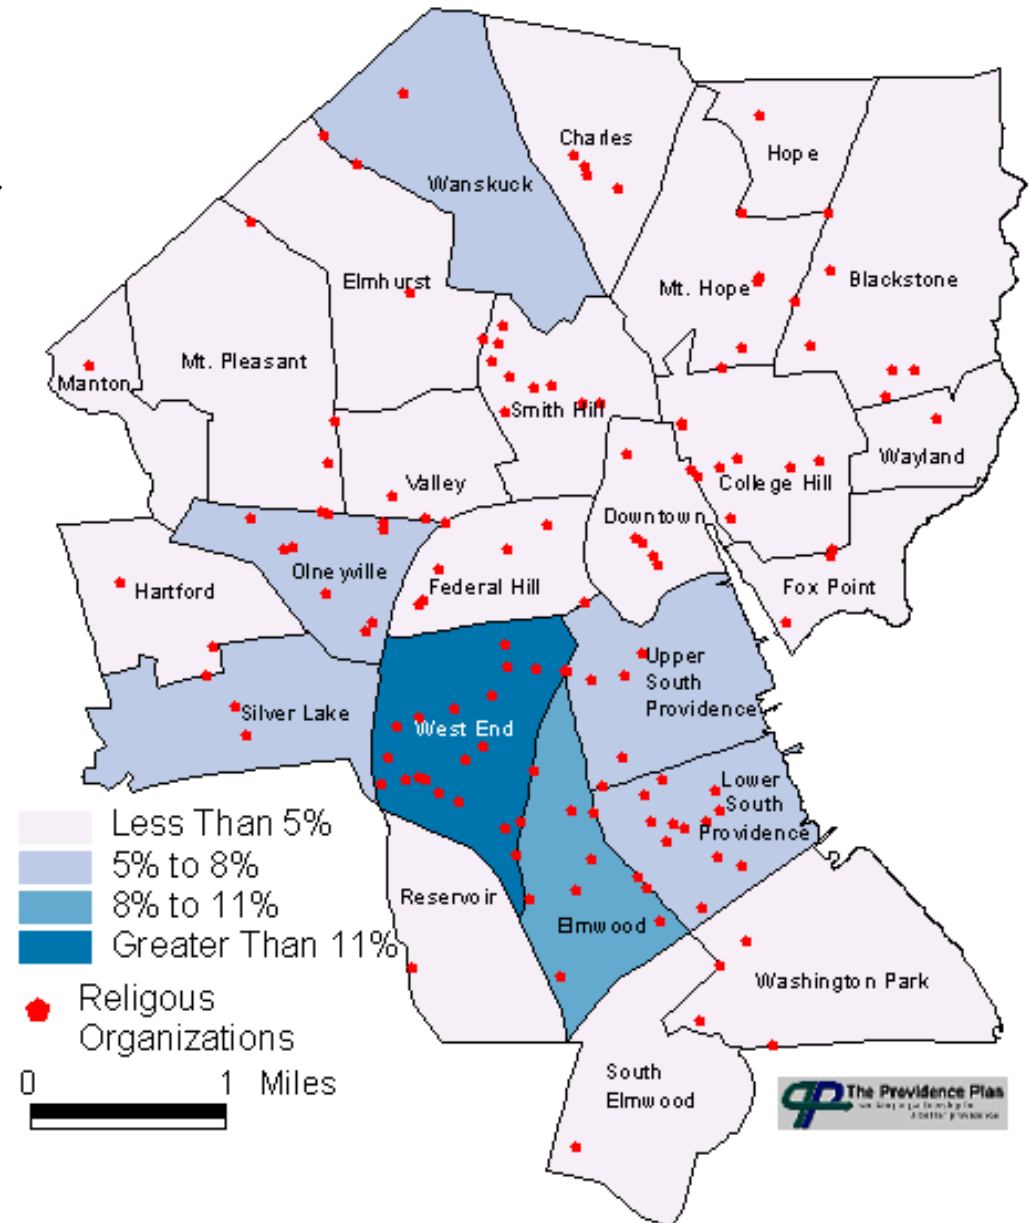 Charles
Hope
Wanskuck
Elmhurst
Mt. Hope
Blackstone
Mt. Pleasant
Manton
Smith Hill
Wayland
Valley
College Hill
Downtown
Olneyville
Hartford
Federal Hill
Fox Point
Upper
South
Providence
Silver Lake
West End
Lower
South
Providence
Less Than 5%
5% to 8%
8% to 11%
Greater Than 11%
Reservoir
Elmwood
Religous
Organizations
Washington Park
0 1 Miles
South
Elmwood
The Providence Plan